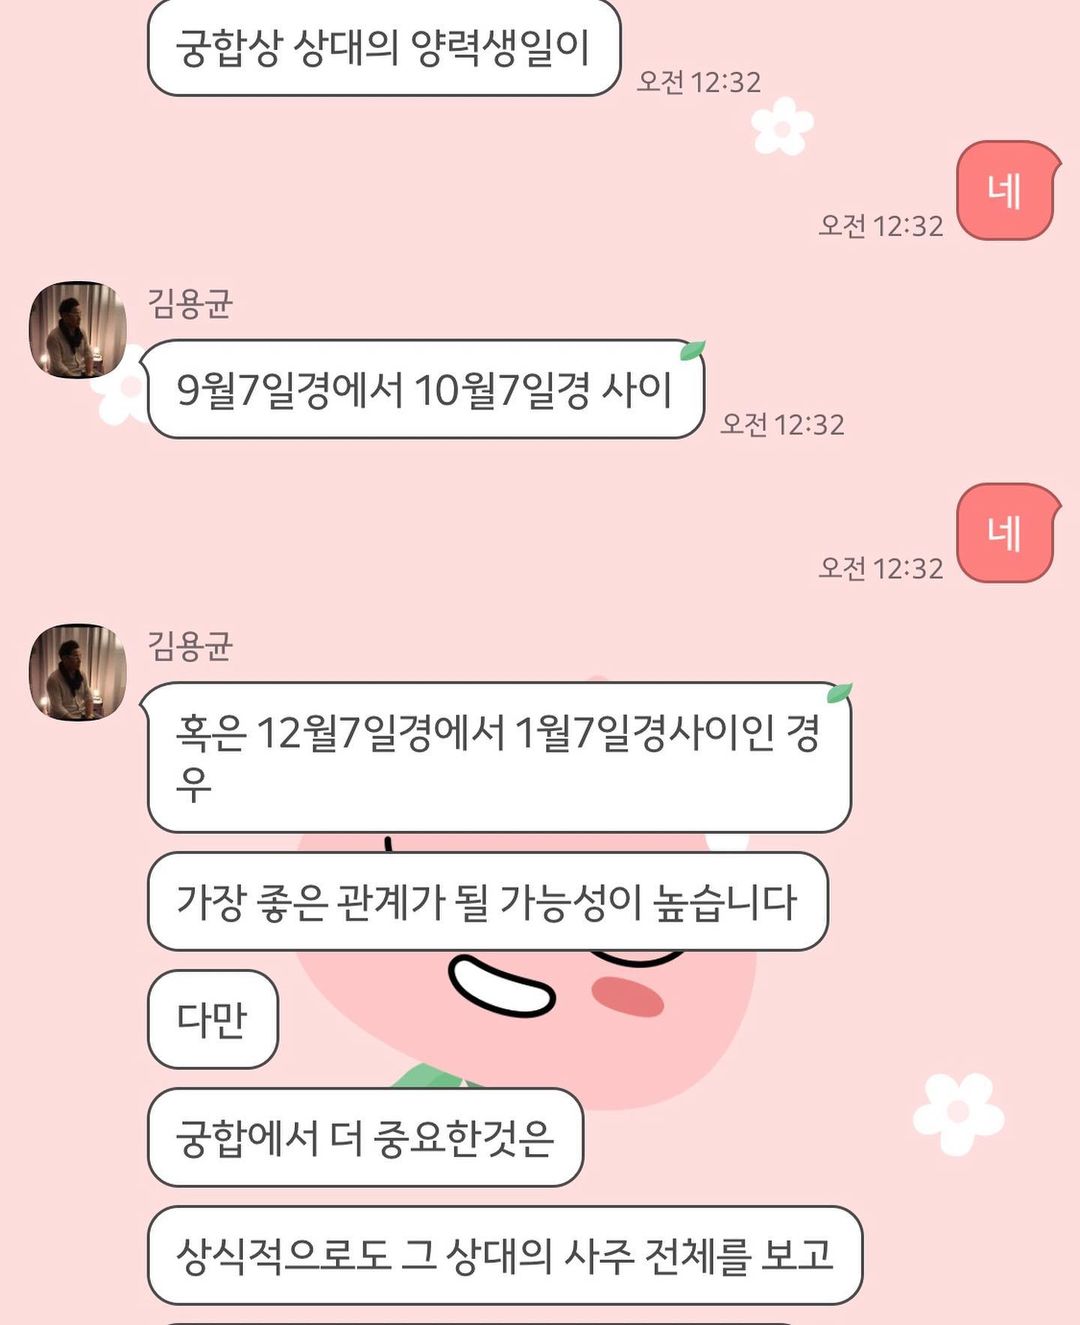 궁합상 상대의 양력생일이
오전 12:32
네
오전 12:32
김용균
9월7일경에서 10월7일경 사이
오전 12:32
네
오전 12:32
김용균
혹은 12월7일경에서 1월7일경사이인 경
우
가장 좋은 관계가 될 가능성이 높습니다
다만
궁합에서 더 중요한것은
상식적으로도 그 상대의 사주 전체를 보고